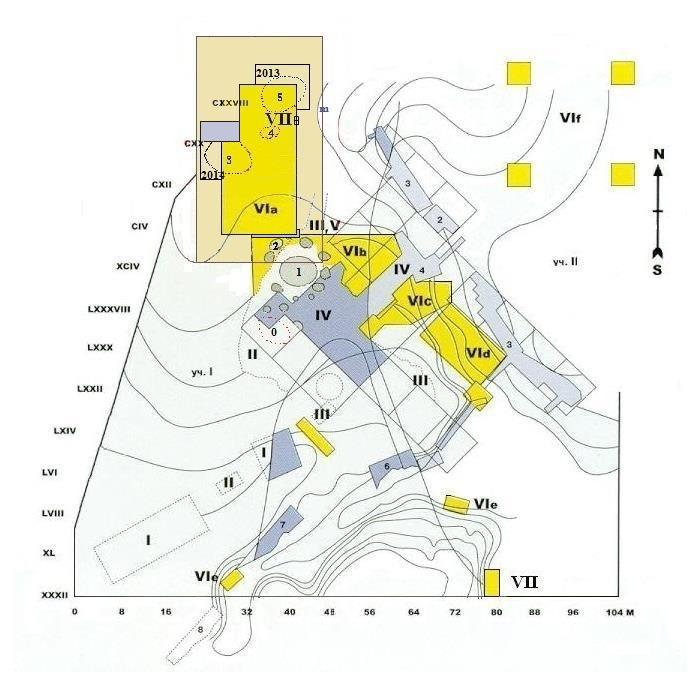 2013
5
CXXVIII
VII
m
VIf
4
CXX
3
3
2014
CXII
N
2
VIa
CIV
III,V
2
VIb
XCIV
1
IV
4
уч. II
S
VIc
LXXXVIII
IV
0
3
LXXX
II
VId
уч. I
III
LXXII
III
LXIV
I
LVI
6
II
VIe
LVIII
7
I
XL
VIe
VII
XXXII
0
8
16
32
40
48
56
64
72
80
88
96
104 M
8